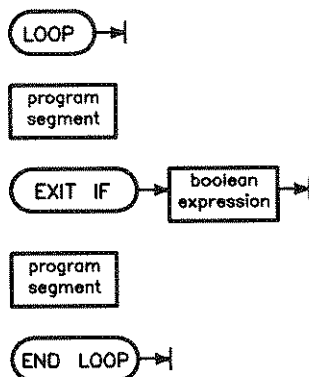 LOOP
program
segment
EXIT IF
boolean
expression
program
segment
END LOOP